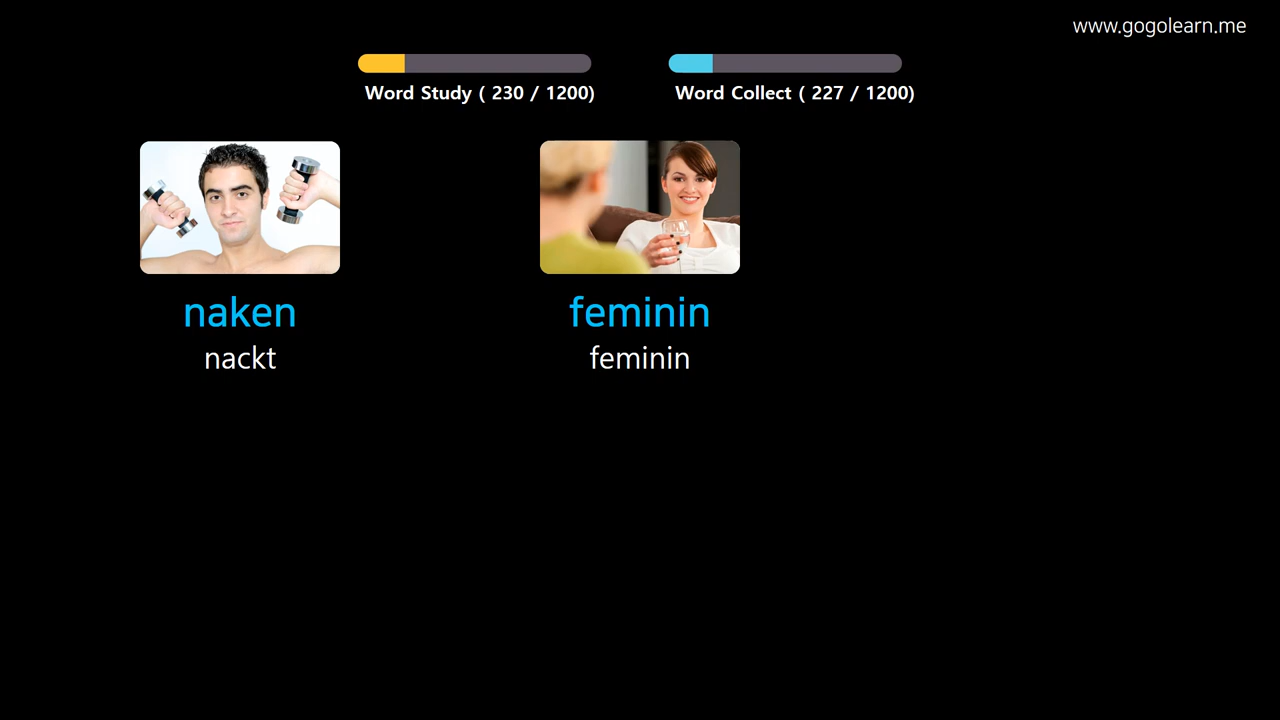 www.gogolearn.me
Word Study ( 230 / 1200)
Word Collect ( 227 / 1200)
naken
nackt
feminin
feminin